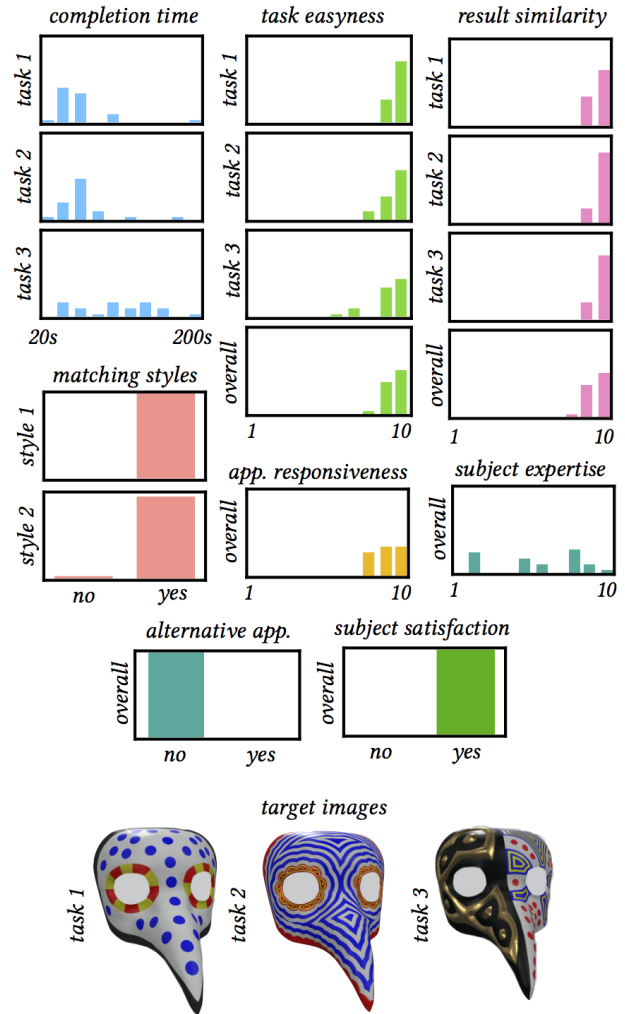 completion time
task easyness
result similarity
task 1
task 1
task 1
task 2
task 2
task 2
task 3
task 3
task 3
20s
200s
overall
overall
1
10
1
10
matching styles
style 1
style 2
no
yes
app. responsiveness
subject expertise
overall
overall
1
10
1
10
alternative app.
subject satisfaction
overall
overall
no
yes
no
yes
target images
task 1
task 2
task 3